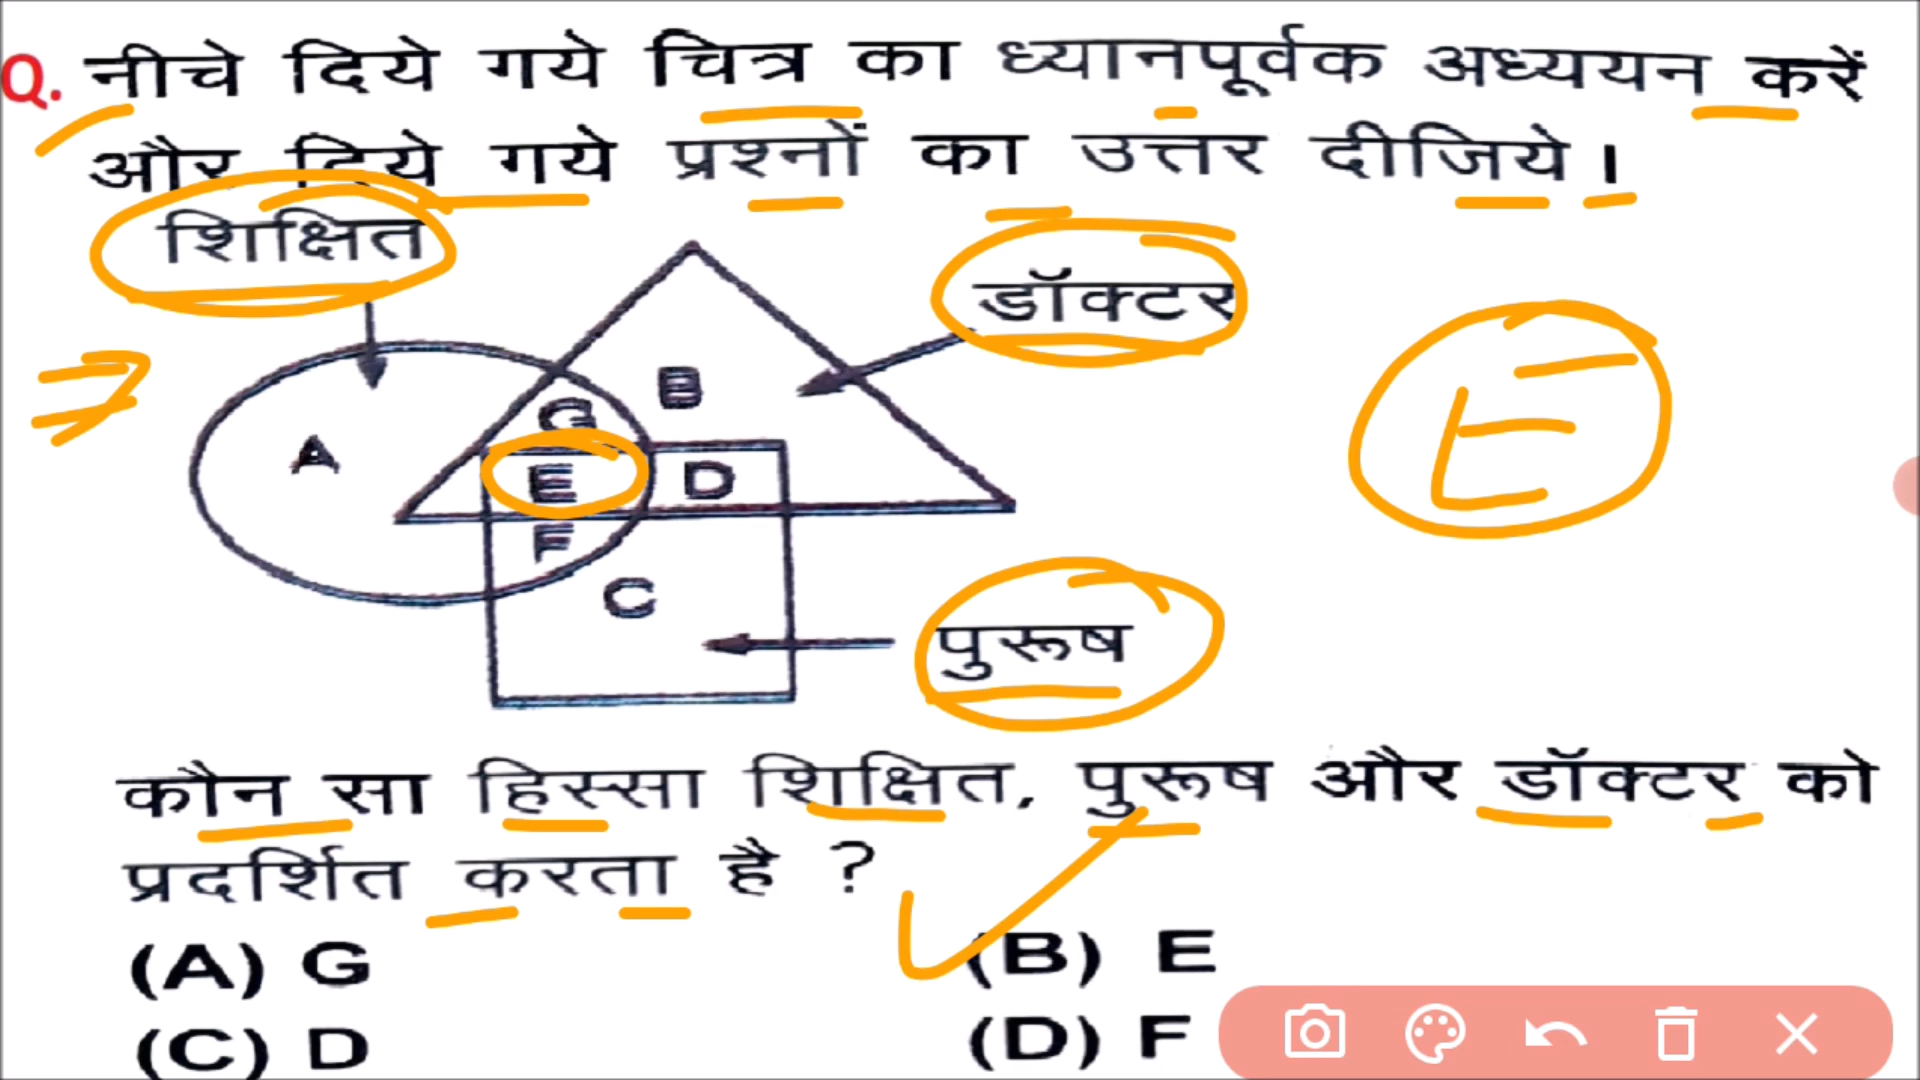 Q. नीचे दिये गये चित्र का ध्यानपूर्वक अध्ययन करें
और दिये गये प्रश्नों का उत्तर दीजिये।
शिक्षित
डॉक्टर
B
G
A
E
D
E
F
C
पुरूष
कौन सा हिस्सा शिक्षित, पुरूष और डॉक्टर को
प्रदर्शित करता है ?
(A) G
(B) E
(C) D
(D) F